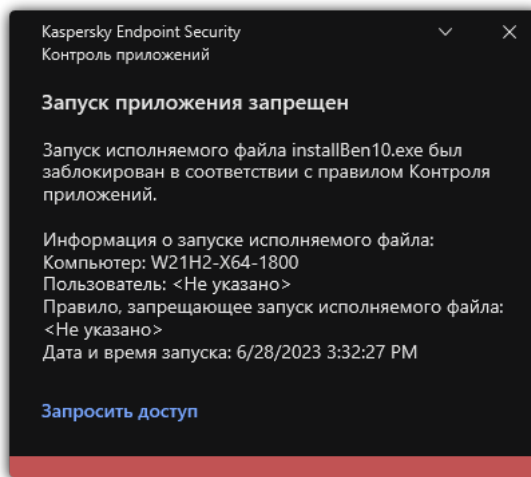 Kaspersky Endpoint Security
Контроль приложений
Запуск приложения запрещен
Запуск исполняемого файла installBen10.exe был
заблокирован в соответствии с правилом Контроля
приложений.
Информация о запуске исполняемого файла:
Компьютер: W21H2-X64-1800
Пользователь: <Не указано>
Правило, запрещающее запуск исполняемого файла:
<Не указано>
Дата и время запуска: 6/28/2023 3:32:27 PM
Запросить доступ